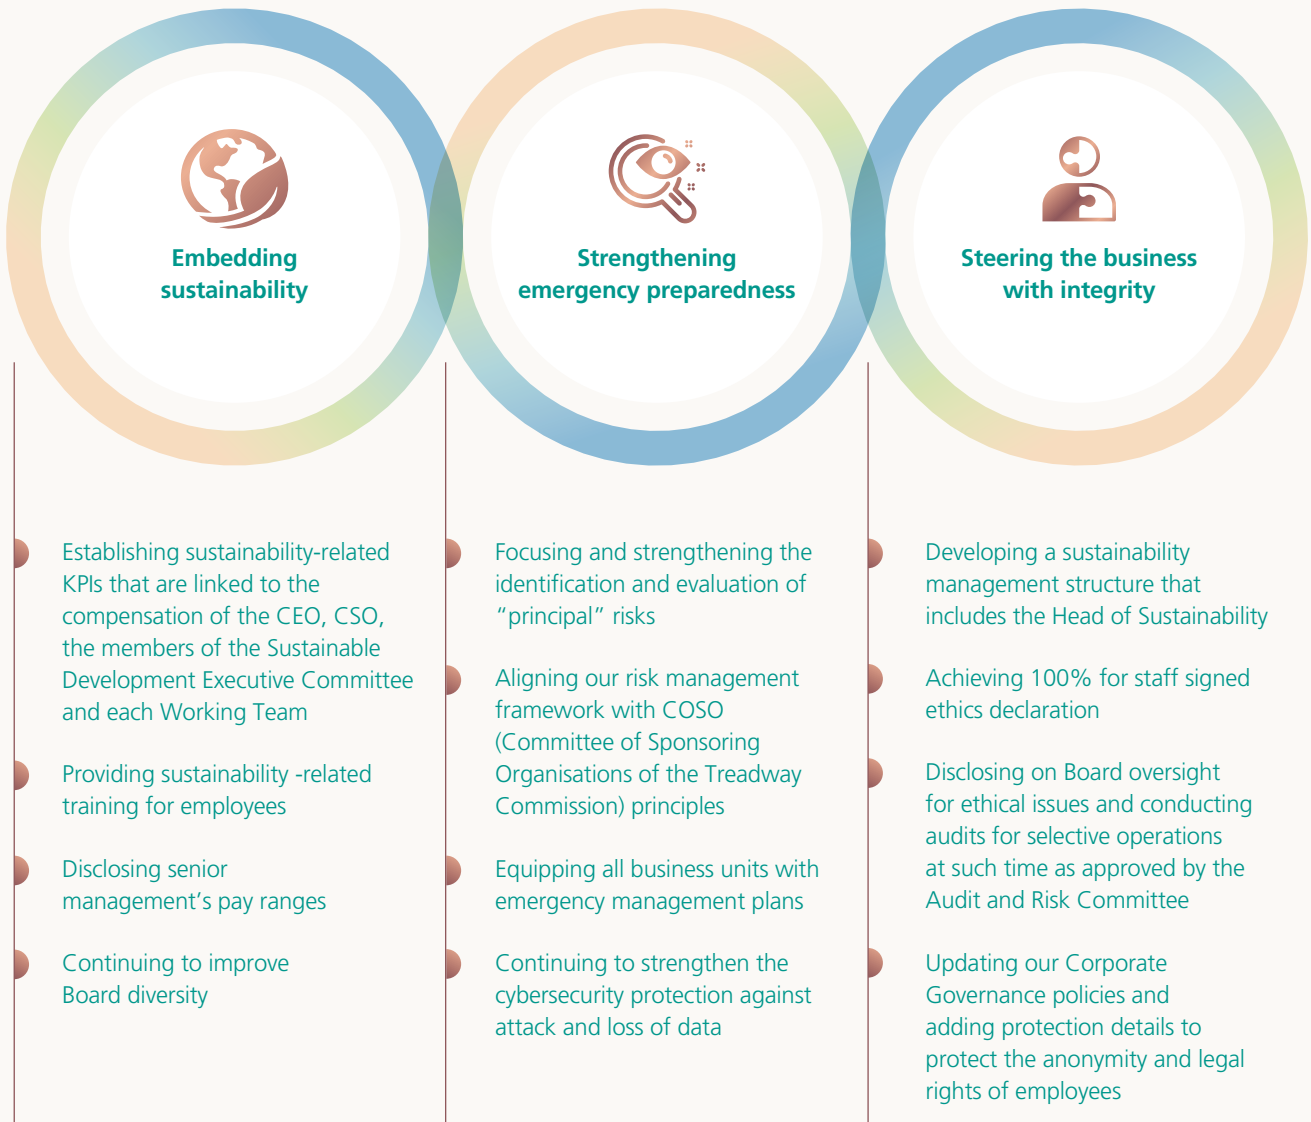 Embedding
sustainability
Strengthening
emergency preparedness
Steering the business
with integrity
Establishing sustainability-related
KPIs that are linked to the
compensation of the CEO, CSO,
the members of the Sustainable
Development Executive Committee
and each Working Team
Providing sustainability -related
training for employees
Disclosing senior
management's pay ranges
Continuing to improve
Board diversity
Focusing and strengthening the
identification and evaluation of
“principal” risks
Aligning our risk management
framework with COSO
(Committee of Sponsoring
Organisations of the Treadway
Commission) principles
Equipping all business units with
emergency management plans
Continuing to strengthen the
cybersecurity protection against
attack and loss of data
Developing a sustainability
management structure that
includes the Head of Sustainability
Achieving 100% for staff signed
ethics declaration
Disclosing on Board oversight
for ethical issues and conducting
audits for selective operations
at such time as approved by the
Audit and Risk Committee
Updating our Corporate
Governance policies and
adding protection details to
protect the anonymity and legal
rights of employees